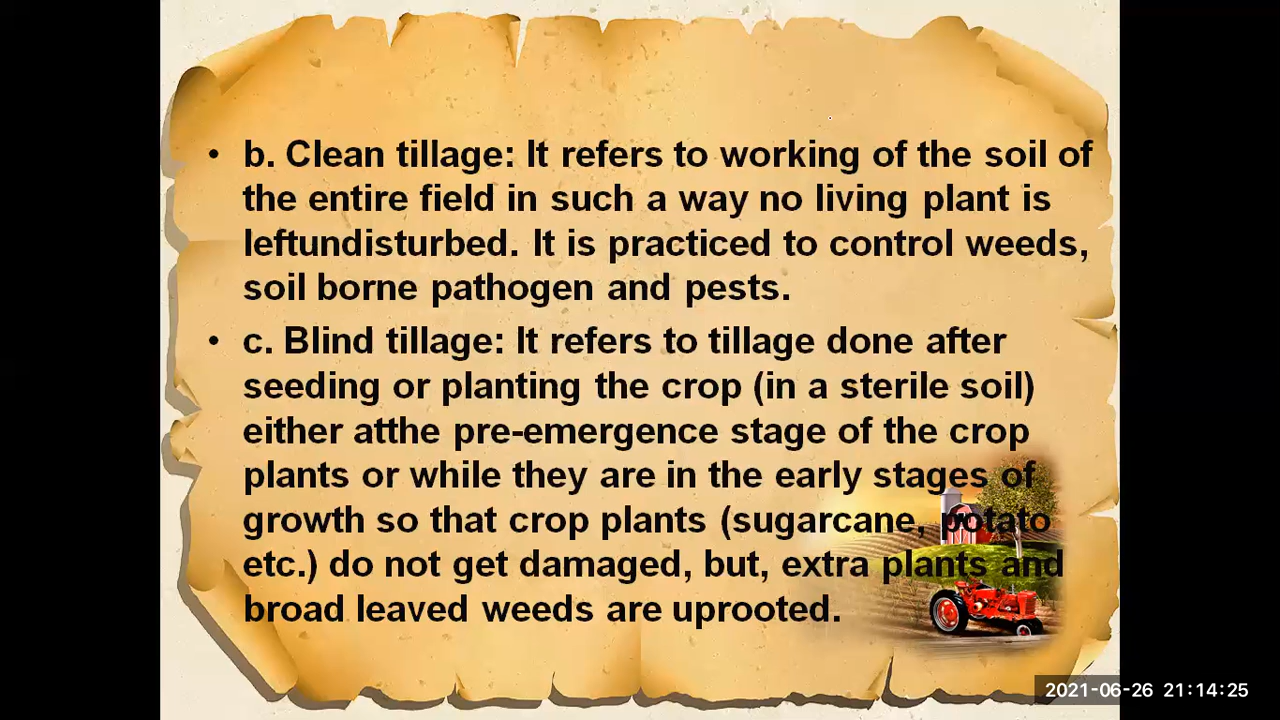 • b. Clean tillage: It refers to working of the soil of
the entire field in such a way no living plant is
leftundisturbed. It is practiced to control weeds,
soil borne pathogen and pests.
• c. Blind tillage: It refers to tillage done after
seeding or planting the crop (in a sterile soil)
either atthe pre-emergence stage of the crop
plants or while they are in the early stages of
growth so that crop plants (sugarcane, potato
etc.) do not get damaged, but, extra plants and
broad leaved weeds are uprooted.
2021-06-26 21:14:25